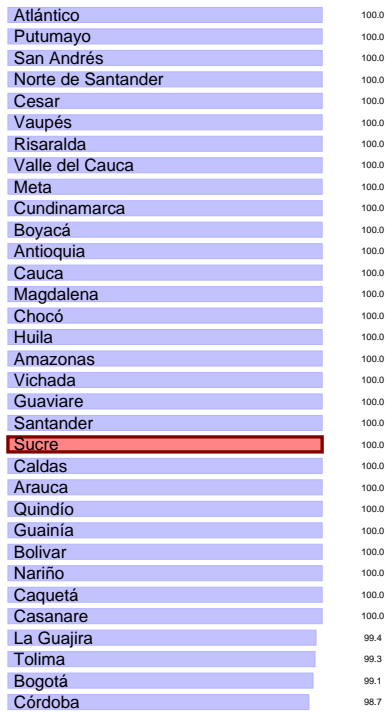 Atlántico 100.0
Putumayo 100.0
San Andrés 100.0
Norte de Santander 100.0
Cesar 100.0
Vaupés 100.0
Risaralda 100.0
Valle del Cauca 100.0
Meta 100.0
Cundinamarca 100.0
Boyacá 100.0
Antioquia 100.0
Cauca 100.0
Magdalena 100.0
Chocó 100.0
Huila 100.0
Amazonas 100.0
Vichada 100.0
Guaviare 100.0
Santander 100.0
Sucre 100.0
Caldas 100.0
Arauca 100.0
Quindío 100.0
Guainía 100.0
Bolivar 100.0
Nariño 100.0
Caquetá 100.0
Casanare 100.0
La Guajira 99.4
Tolima 99.3
Bogotá 99.1
Córdoba 98.7